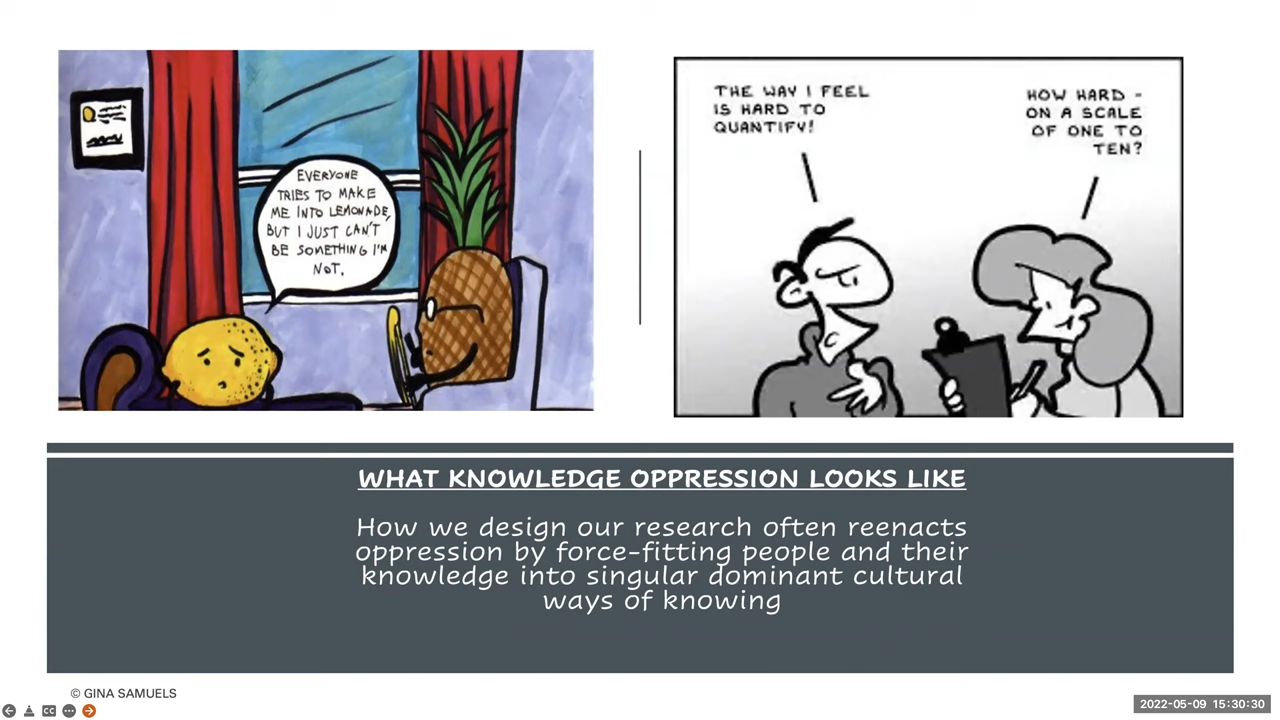 EVERYONE
TRIES TO MAKE
ME INTO LEMONADE,
BUT I JUST CAN'T
BE SOMETHING I'M
NOT.
THE WAY I FEEL
IS HARD TO
QUANTIFY!
HOW HARD -
ON A SCALE
OF ONE TO
TEN?
WHAT KNOWLEDGE OPPRESSION LOOKS LIKE
How we design our research often reenacts
oppression by force-fitting people and their
knowledge into singular dominant cultural
ways of knowing
© GINA SAMUELS
CC
2022-05-09 15:30:30